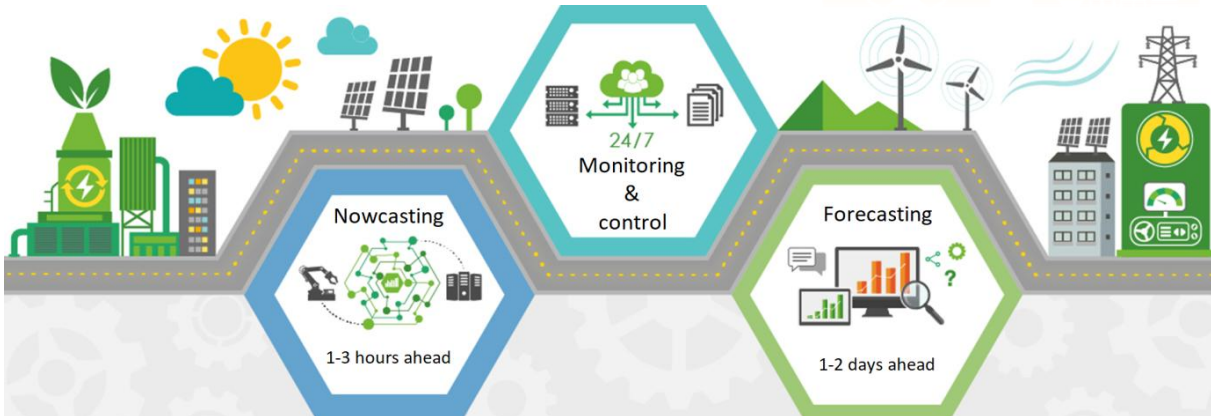 Nowcasting
1-3 hours ahead
24/7
Monitoring
&
control
Forecasting
?
1-2 days ahead